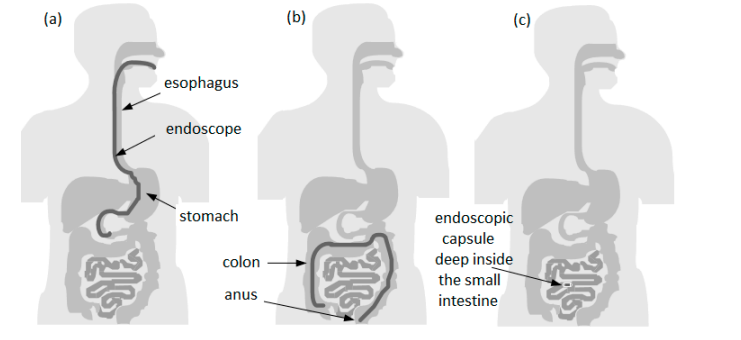 (a)
esophagus
endoscope
stomach
(b)
colon
anus
(c)
endoscopic
capsule
deep inside
the small
intestine